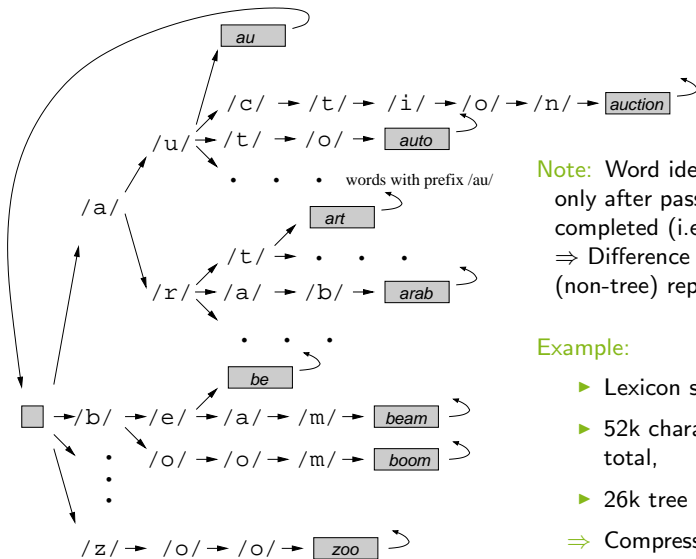 au
/c/ /t/ /i/ /o/ /n/ auction
/u/ /t/ /o/ auto
words with prefix /au/
/a/
art
/t/
/r/ /a/ /b/ arab
be
/b/ /e/ /a/ /m/ beam
/o/ /o/ /m/ boom
/z/ /o/ /o/ zoo
Note: Word ide
only after pass
completed (i.e
⇒ Difference
(non-tree) rep
Example:
▶ Lexicon s
▶ 52k chara
total,
▶ 26k tree
⇒ Compress